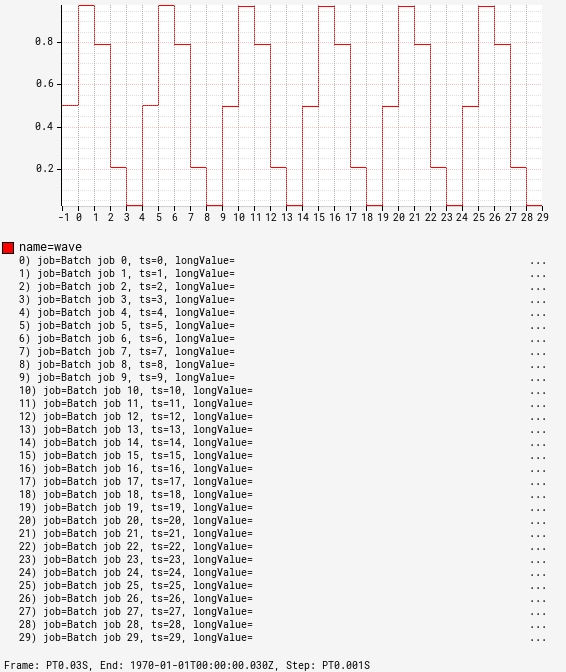 0.8
0.6
0.4
0.2
-1 0 1 2 3 4 5 6 7 8 9 10 11 12 13 14 15 16 17 18 19 20 21 22 23 24 25 26 27 28 29
name=wave
0) job=Batch job 0, ts=0, longValue= ...
1) job=Batch job 1, ts=1, longValue= ...
2) job=Batch job 2, ts=2, longValue= ...
3) job=Batch job 3, ts=3, longValue= ...
4) job=Batch job 4, ts=4, longValue= ...
5) job=Batch job 5, ts=5, longValue= ...
6) job=Batch job 6, ts=6, longValue= ...
7) job=Batch job 7, ts=7, longValue= ...
8) job=Batch job 8, ts=8, longValue= ...
9) job=Batch job 9, ts=9, longValue= ...
10) job=Batch job 10, ts=10, longValue= ...
11) job=Batch job 11, ts=11, longValue= ...
12) job=Batch job 12, ts=12, longValue= ...
13) job=Batch job 13, ts=13, longValue= ...
14) job=Batch job 14, ts=14, longValue= ...
15) job=Batch job 15, ts=15, longValue= ...
16) job=Batch job 16, ts=16, longValue= ...
17) job=Batch job 17, ts=17, longValue= ...
18) job=Batch job 18, ts=18, longValue= ...
19) job=Batch job 19, ts=19, longValue= ...
20) job=Batch job 20, ts=20, longValue= ...
21) job=Batch job 21, ts=21, longValue= ...
22) job=Batch job 22, ts=22, longValue= ...
23) job=Batch job 23, ts=23, longValue= ...
24) job=Batch job 24, ts=24, longValue= ...
25) job=Batch job 25, ts=25, longValue= ...
26) job=Batch job 26, ts=26, longValue= ...
27) job=Batch job 27, ts=27, longValue= ...
28) job=Batch job 28, ts=28, longValue= ...
29) job=Batch job 29, ts=29, longValue= ...
Frame: PT0.03S, End: 1970-01-01T00:00:00.030Z, Step: PT0.001S